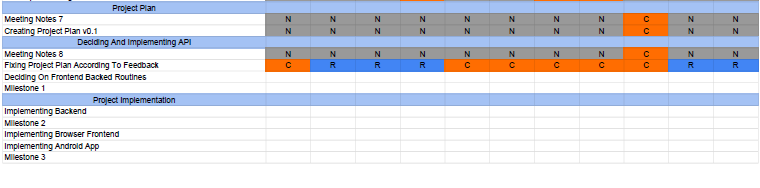 Project Plan
Meeting Notes 7 N N N N N N N N C N N
Creating Project Plan v0.1 N N N N N N N N C N N
Deciding And Implementing API
Meeting Notes 8 N N N N N N N N C N N
Fixing Project Plan According To Feedback C R R R C C C C C R R
Deciding On Frontend Backed Routines
Milestone 1
Project Implementation
Implementing Backend
Milestone 2
Implementing Browser Frontend
Implementing Android App
Milestone 3